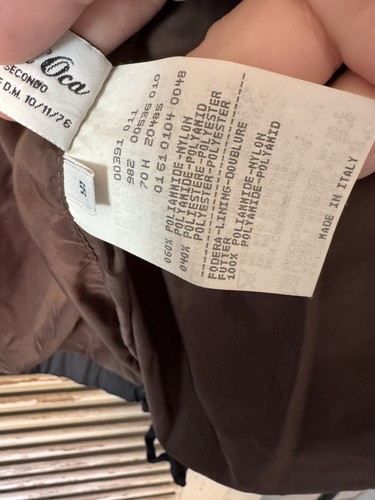 Oca
SECONDO
D.M. 10/11/76
00391 011
982 00536 010
70 H 20485
01610104 0048
060% POLIAMMIDE-NYLON
POLYAMIDE-POLYAMID
040% POLIESTERE-POLYESTER
POLYESTER-POLYESTER
FODERA-LINING-DOUBLURE
FUTTER
100% POLIAMMIDE-NYLON
POLYAMIDE-POLYAMID
MADE IN ITALY